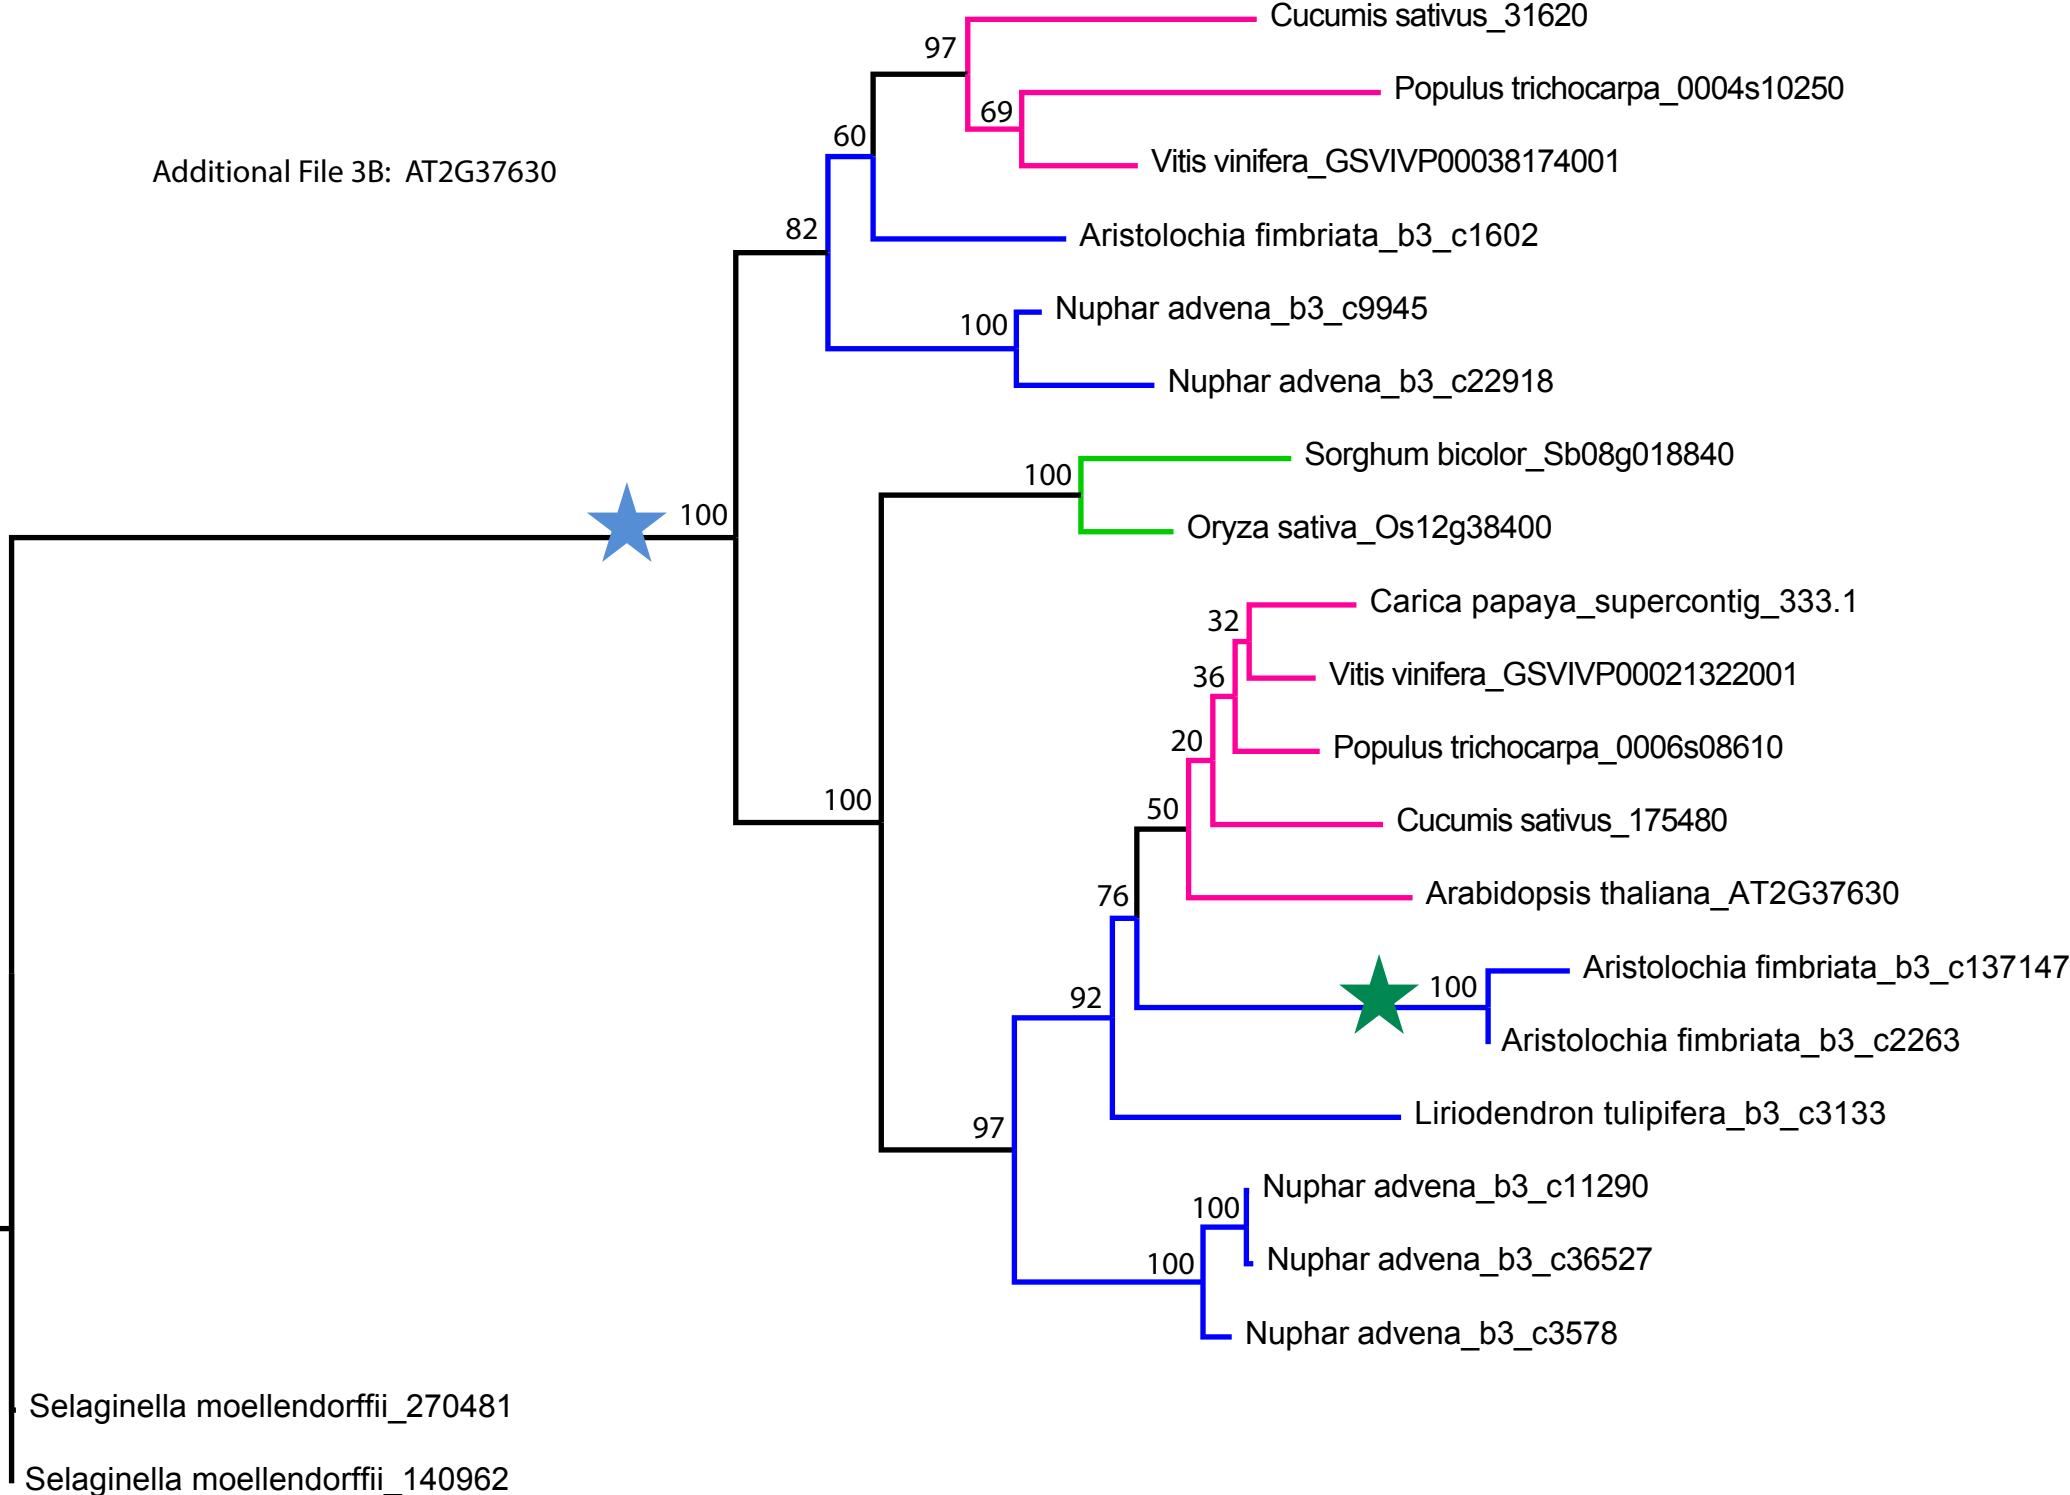 Cucumis sativus_31620
97
Populus trichocarpa_0004s10250
69
60
Vitis vinifera_GSVIVP00038174001
Additional File 3B: AT2G37630
82
Aristolochia fimbriata_b3_c1602
Nuphar advena_b3_c9945
100
Nuphar advena_b3_c22918
Sorghum bicolor_Sb08g018840
100
100
Oryza sativa_Os12g38400
Carica papaya_supercontig_333.1
32
Vitis vinifera_GSVIVP00021322001
36
20
Populus trichocarpa_0006s08610
100
50
Cucumis sativus_175480
76
Arabidopsis thaliana_AT2G37630
Aristolochia fimbriata_b3_c137147
100
92
Aristolochia fimbriata_b3_c2263
Liriodendron tulipifera_b3_c3133
97
Nuphar advena_b3_c11290
100
Nuphar advena_b3_c36527
100
Nuphar advena_b3_c3578
Selaginella moellendorffii_270481
Selaginella moellendorffii_140962